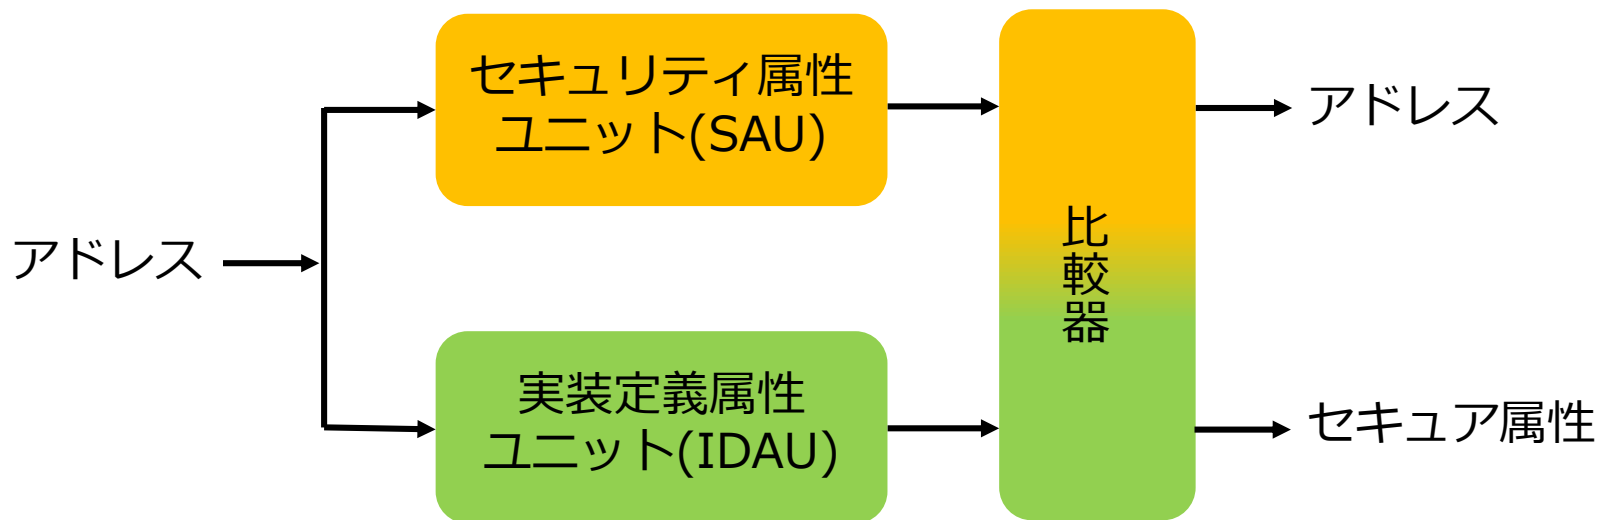 アドレス
セキュリティ属性
ユニット(SAU)
実装定義属性
ユニット(IDAU)
比較器
アドレス
セキュア属性